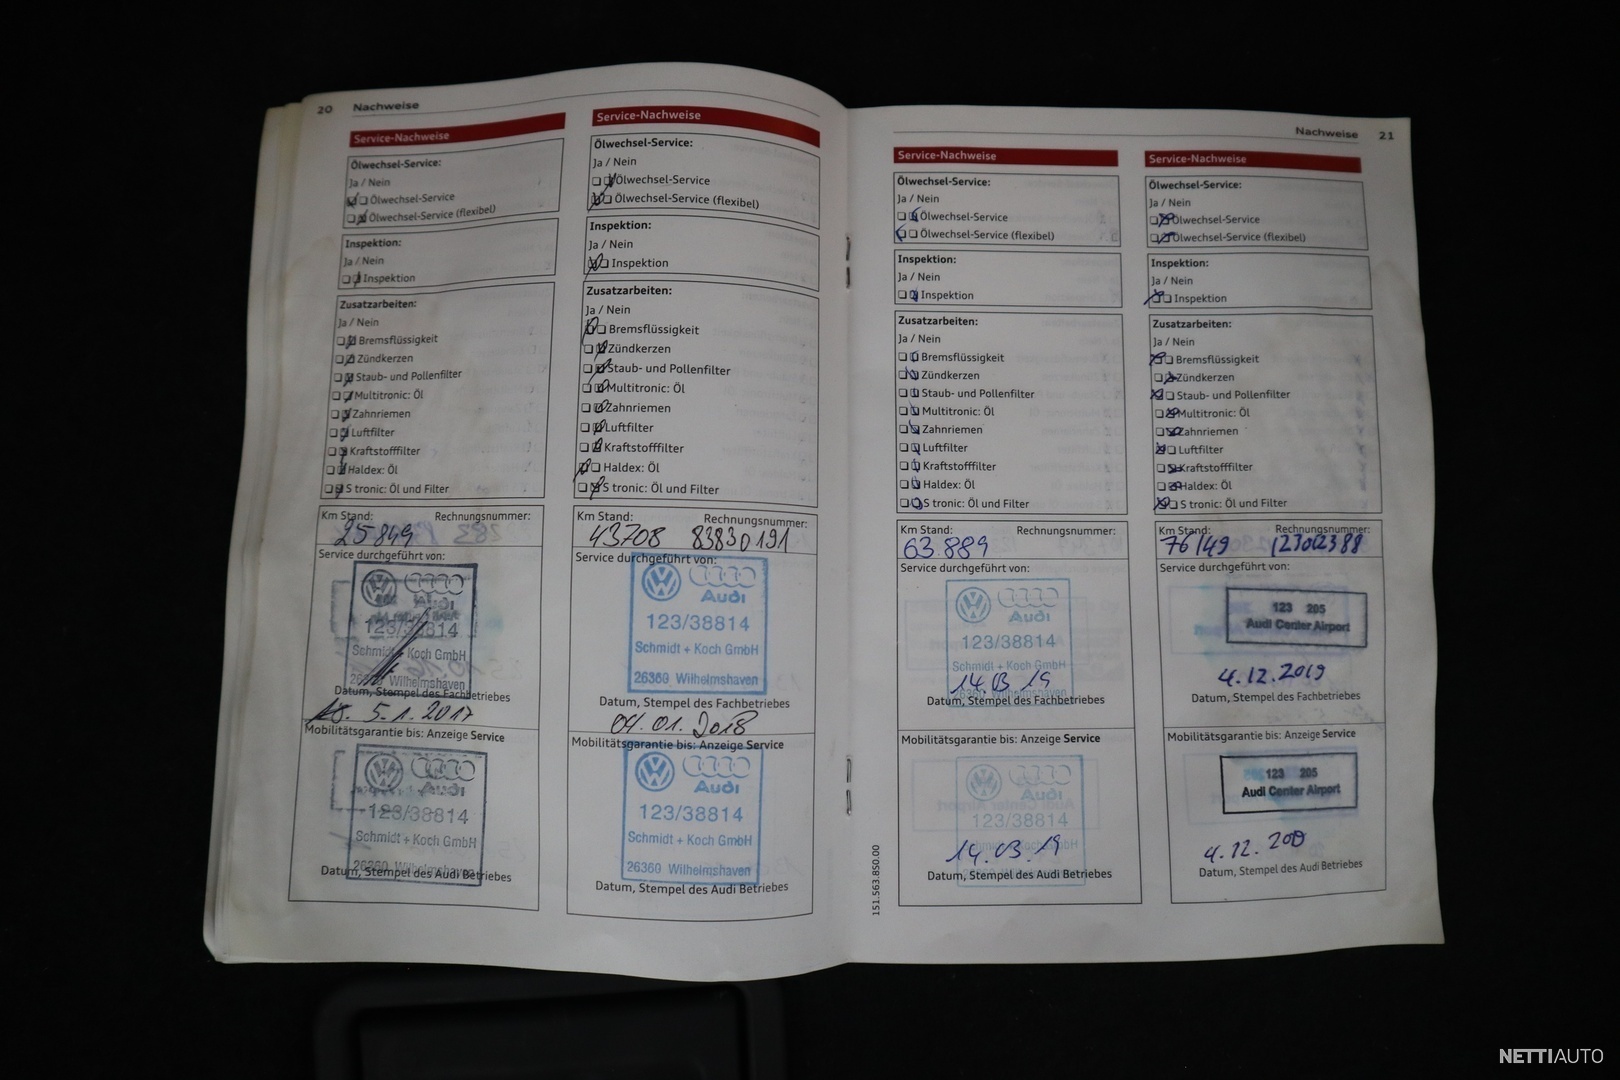 20 Nachweise
Service-Nachweise
Ölwechsel-Service:
Ja / Nein
Ölwechsel-Service
Ölwechsel-Service (flexibel)
Inspektion:
Ja / Nein
Inspektion
Zusatzarbeiten:
Ja / Nein
Bremsflüssigkeit
Zündkerzen
Staub- und Pollenfilter
Multitronic: Öl
Zahnriemen
Luftfilter
Kraftstofffilter
Haldex: Öl
S tronic: Öl und Filter
Km Stand: Rechnungsnummer:
25849
Service durchgeführt von:
Audi
123/38814
Schmidt + Koch GmbH
Wilhelmshaven
Datum, Stempel des Fachbetriebes
5.1.2017
Mobilitätsgarantie bis: Anzeige Service
Audi
123/38814
Schmidt + Koch GmbH
26360 Wilhelmshaven
Datum, Stempel des Audi Betriebes
Service-Nachweise
Ölwechsel-Service:
Ja / Nein
Ölwechsel-Service
Ölwechsel-Service (flexibel)
Inspektion:
Ja / Nein
Inspektion
Zusatzarbeiten:
Ja / Nein
Bremsflüssigkeit
Zündkerzen
Staub- und Pollenfilter
Multitronic: Öl
Zahnriemen
Luftfilter
Kraftstofffilter
Haldex: Öl
S tronic: Öl und Filter
Km Stand: Rechnungsnummer:
43708 83830191
Service durchgeführt von:
Audi
123/38814
Schmidt + Koch GmbH
26360 Wilhelmshaven
Datum, Stempel des Fachbetriebes
04.01.2018
Mobilitätsgarantie bis: Anzeige Service
Audi
123/38814
Schmidt + Koch GmbH
26360 Wilhelmshaven
Datum, Stempel des Audi Betriebes
Nachweise 21
Service-Nachweise
Ölwechsel-Service:
Ja / Nein
Ölwechsel-Service
Ölwechsel-Service (flexibel)
Inspektion:
Ja / Nein
Inspektion
Zusatzarbeiten:
Ja / Nein
Bremsflüssigkeit
Zündkerzen
Staub- und Pollenfilter
Multitronic: Öl
Zahnriemen
Luftfilter
Kraftstofffilter
Haldex: Öl
S tronic: Öl und Filter
Km Stand: Rechnungsnummer:
63.889
Service durchgeführt von:
Audi
123/38814
Schmidt + Koch GmbH
14.03.19
Datum, Stempel des Fachbetriebes
Mobilitätsgarantie bis: Anzeige Service
Audi
123/38814
14.03.19
Datum, Stempel des Audi Betriebes
151.563.850.00
Service-Nachweise
Ölwechsel-Service:
Ja / Nein
Ölwechsel-Service
Ölwechsel-Service (flexibel)
Inspektion:
Ja / Nein
Inspektion
Zusatzarbeiten:
Ja / Nein
Bremsflüssigkeit
Zündkerzen
Staub- und Pollenfilter
Multitronic: Öl
Zahnriemen
Luftfilter
Kraftstofffilter
Haldex: Öl
S tronic: Öl und Filter
Km Stand: Rechnungsnummer:
76149
Service durchgeführt von:
123 205
Audi Center Airport
4.12.2019
Datum, Stempel des Fachbetriebes
Mobilitätsgarantie bis: Anzeige Service
123 205
Audi Center Airport
4.12.
Datum, Stempel des Audi Betriebes
NETTIAUTO